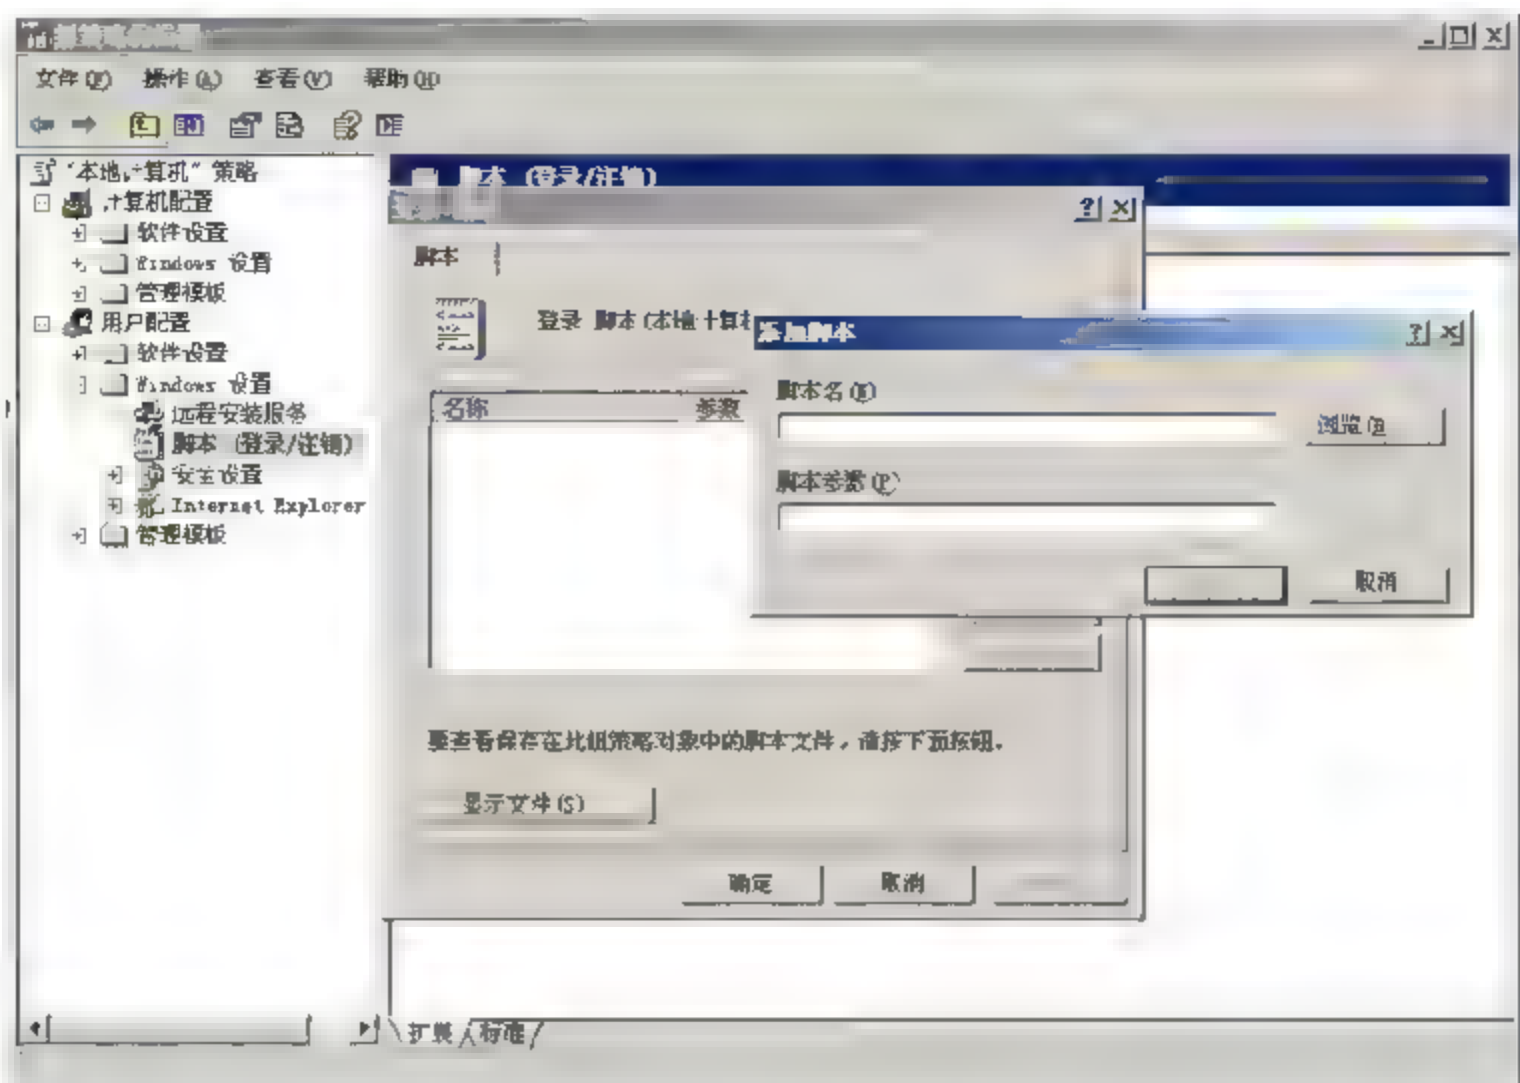 文件(F) 操作(A) 查看(V) 帮助(H)
“本地计算机”策略
计算机配置
软件设置
Windows 设置
管理模板
用户配置
软件设置
Windows 设置
远程安装服务
脚本 (登录/注销)
安全设置
Internet Explorer
管理模板
脚本 (登录/注销)
脚本
登录 脚本(本地计算
名称 参数
要查看保存在此组策略对象中的脚本文件，请按下面按钮。
显示文件(S)
确定 取消
添加脚本
脚本名(N)
浏览(B
脚本参数(P)
取消
扩展 标准